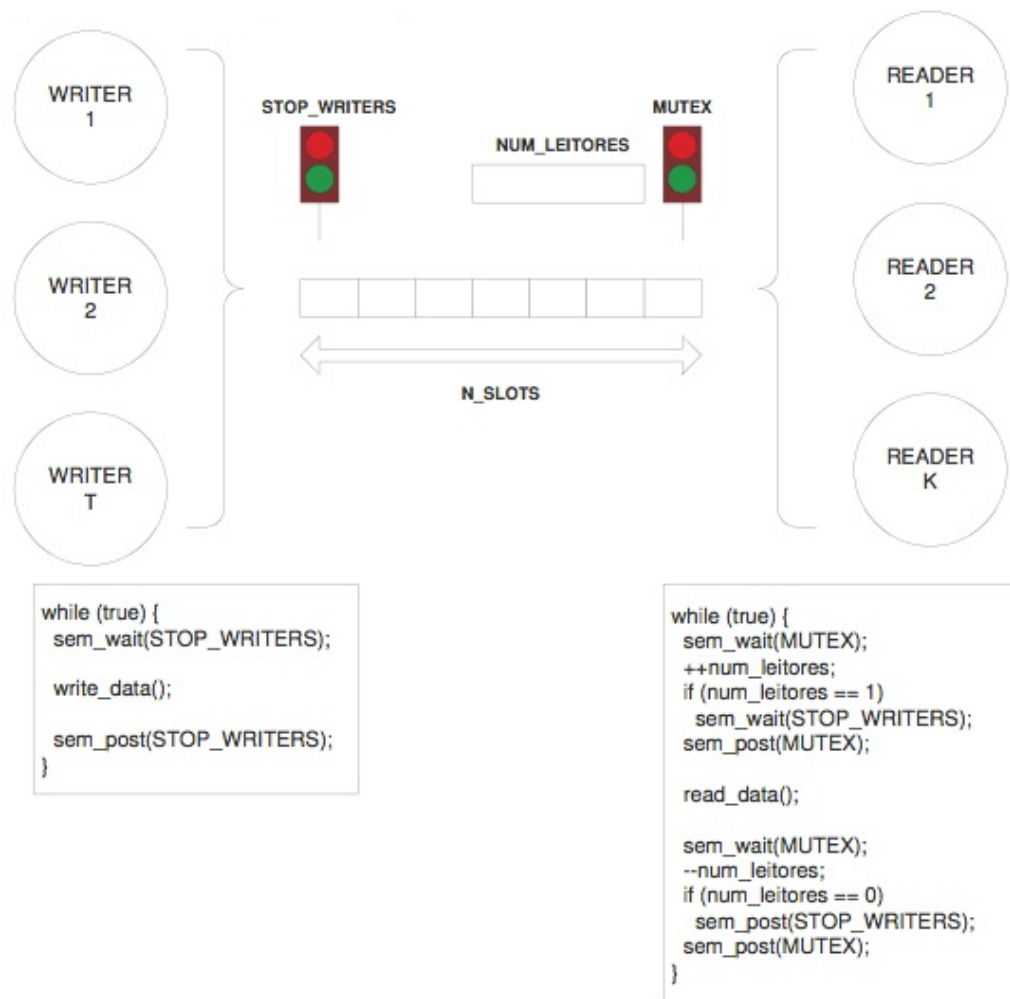 WRITER
1
STOP_WRITERS
MUTEX
NUM_LEITORES
READER
1
WRITER
2
READER
2
N_SLOTS
WRITER
T
READER
K
while (true) {
sem_wait(STOP_WRITERS);
write_data();
sem_post(STOP_WRITERS);
}
while (true) {
sem_wait(MUTEX);
++num_leitores;
if (num_leitores == 1)
sem_wait(STOP_WRITERS);
sem_post(MUTEX);
read_data();
sem_wait(MUTEX);
--num_leitores;
if (num_leitores == 0)
sem_post(STOP_WRITERS);
sem_post(MUTEX);
}